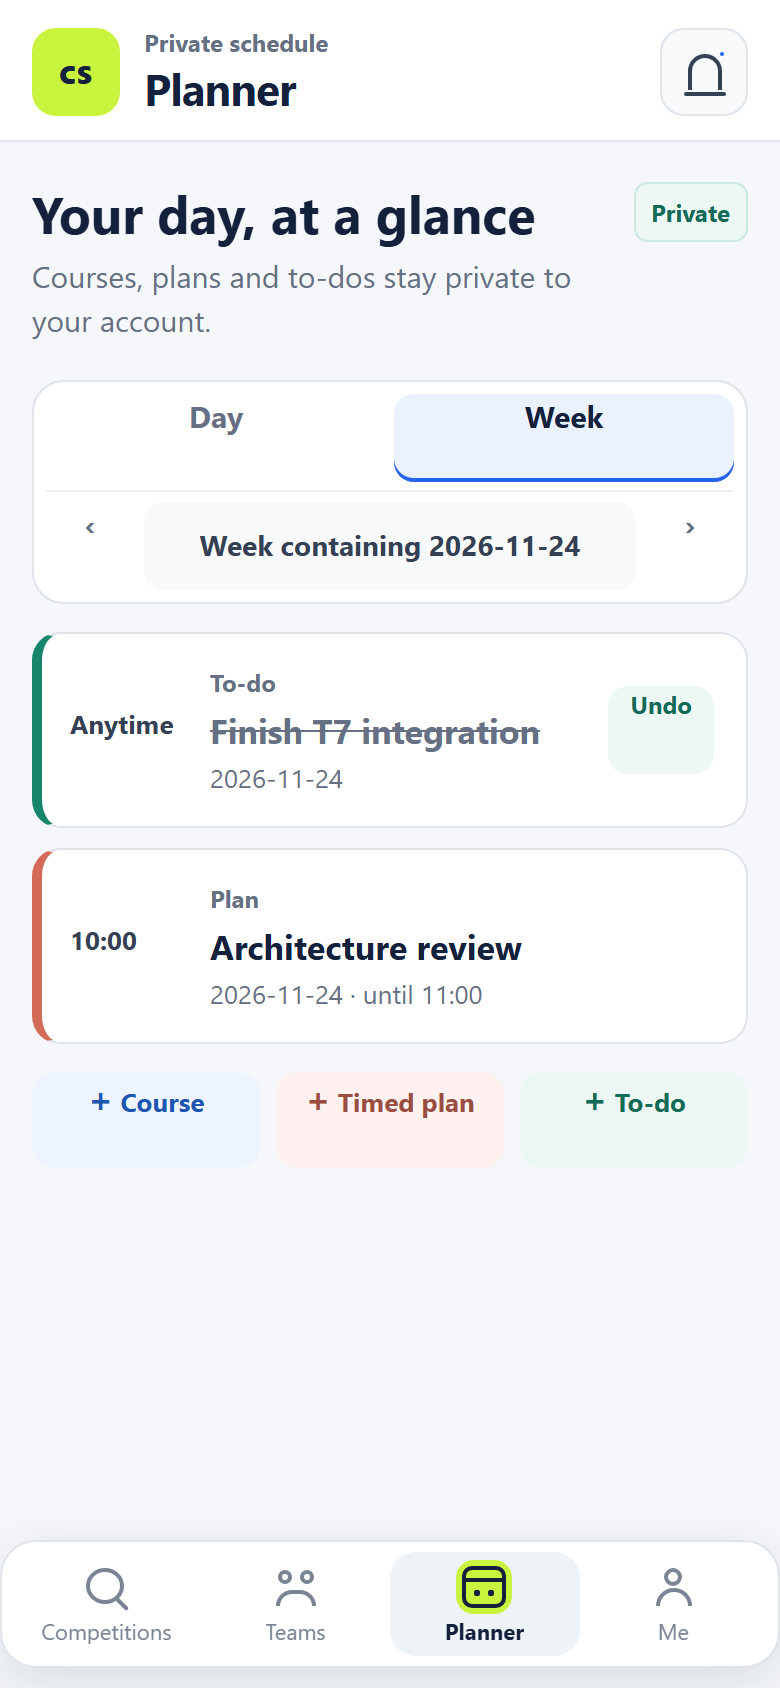 cs
Private schedule
Planner
Your day, at a glance
Private
Courses, plans and to-dos stay private to
your account.
Day
Week
‹
Week containing 2026-11-24
›
Anytime
To-do
Finish T7 integration
2026-11-24
Undo
10:00
Plan
Architecture review
2026-11-24 · until 11:00
+ Course
+ Timed plan
+ To-do
Competitions
Teams
Planner
Me